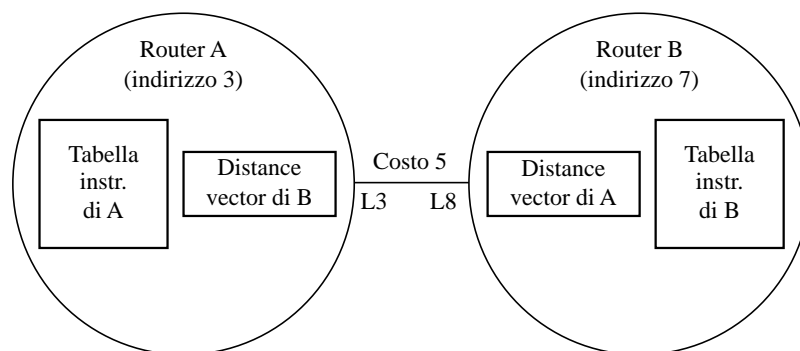 Router A
(indirizzo 3)
Router B
(indirizzo 7)
Tabella
instr.
di A
Distance
vector di B
Costo 5
L3
L8
Distance
vector di A
Tabella
instr.
di B